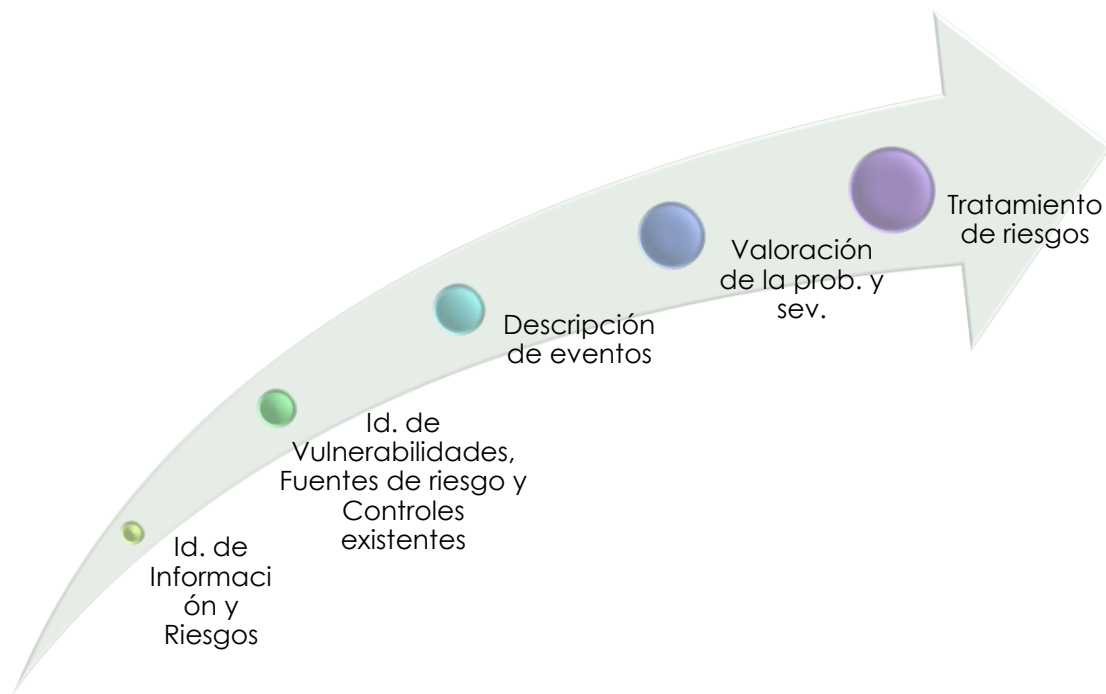 Id. de
Informaci
ón y
Riesgos
Id. de
Vulnerabilidades,
Fuentes de riesgo y
Controles
existentes
Descripción
de eventos
Valoración
de la prob. y
sev.
Tratamiento
de riesgos